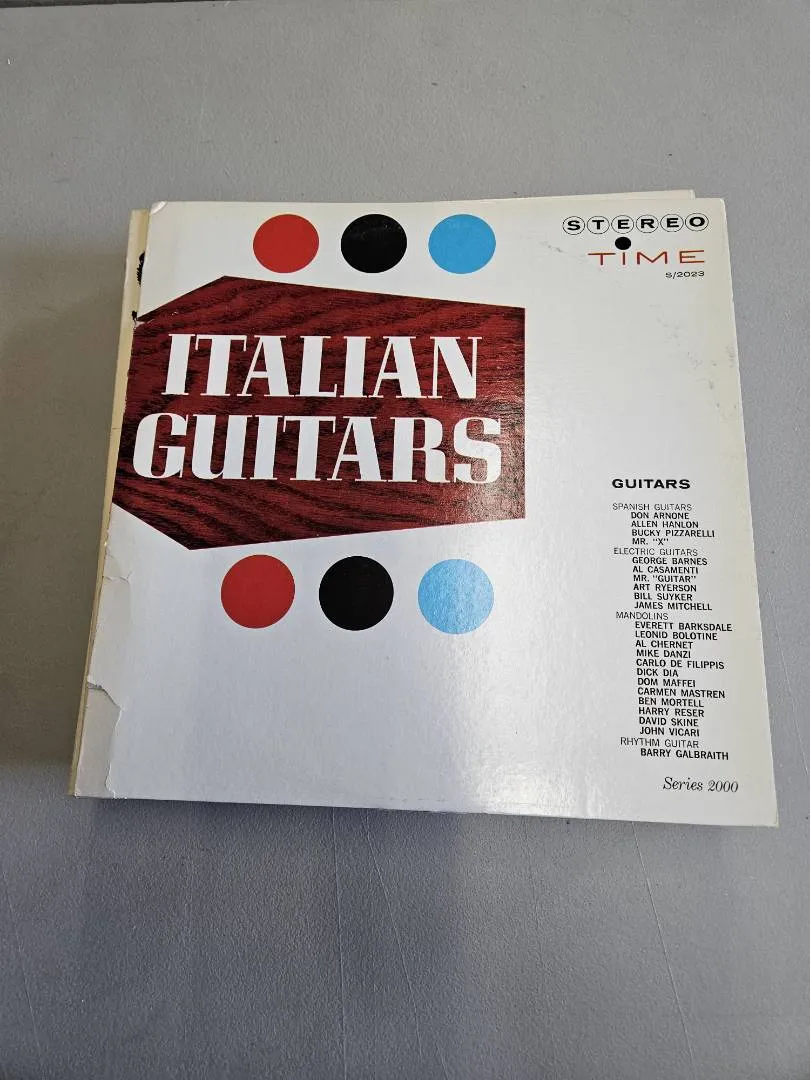 STEREO
TIME
S/2023
ITALIAN
GUITARS
GUITARS
SPANISH GUITARS
DON ARNONE
ALLEN HANLON
BUCKY PIZZARELLI
MR. "X"
ELECTRIC GUITARS
GEORGE BARNES
AL CASAMENTI
MR. "GUITAR"
ART RYERSON
BILL SUYKER
JAMES MITCHELL
MANDOLINS
EVERETT BARKSDALE
LEONID BOLOTINE
AL CHERNET
MIKE DANZI
CARLO DE FILIPPIS
DICK DIA
DOM MAFFEI
CARMEN MASTREN
BEN MORTELL
HARRY RESER
DAVID SKINE
JOHN VICARI
RHYTHM GUITAR
BARRY GALBRAITH
Series 2000